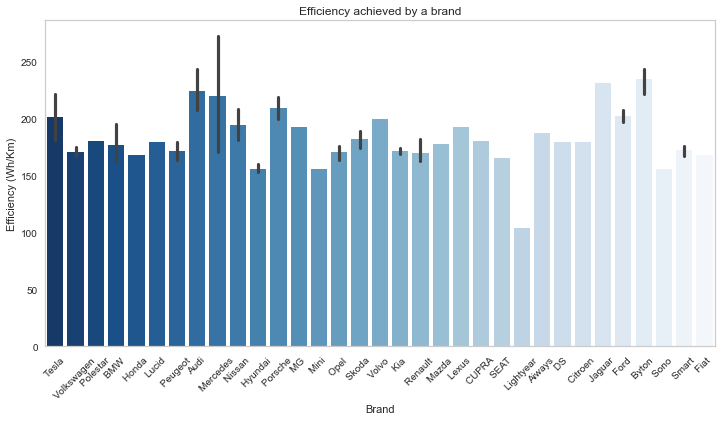 Efficiency achieved by a brand
Efficiency (Wh/Km)
250
200
150
100
50
0
Tesla
Volkswagen
Polestar
BMW
Honda
Lucid
Peugeot
Audi
Mercedes
Nissan
Hyundai
Porsche
MG
Mini
Opel
Skoda
Volvo
Kia
Renault
Mazda
Lexus
CUPRA
SEAT
Lightyear
Aiways
DS
Citroen
Jaguar
Ford
Byton
Sono
Smart
Fiat
Brand